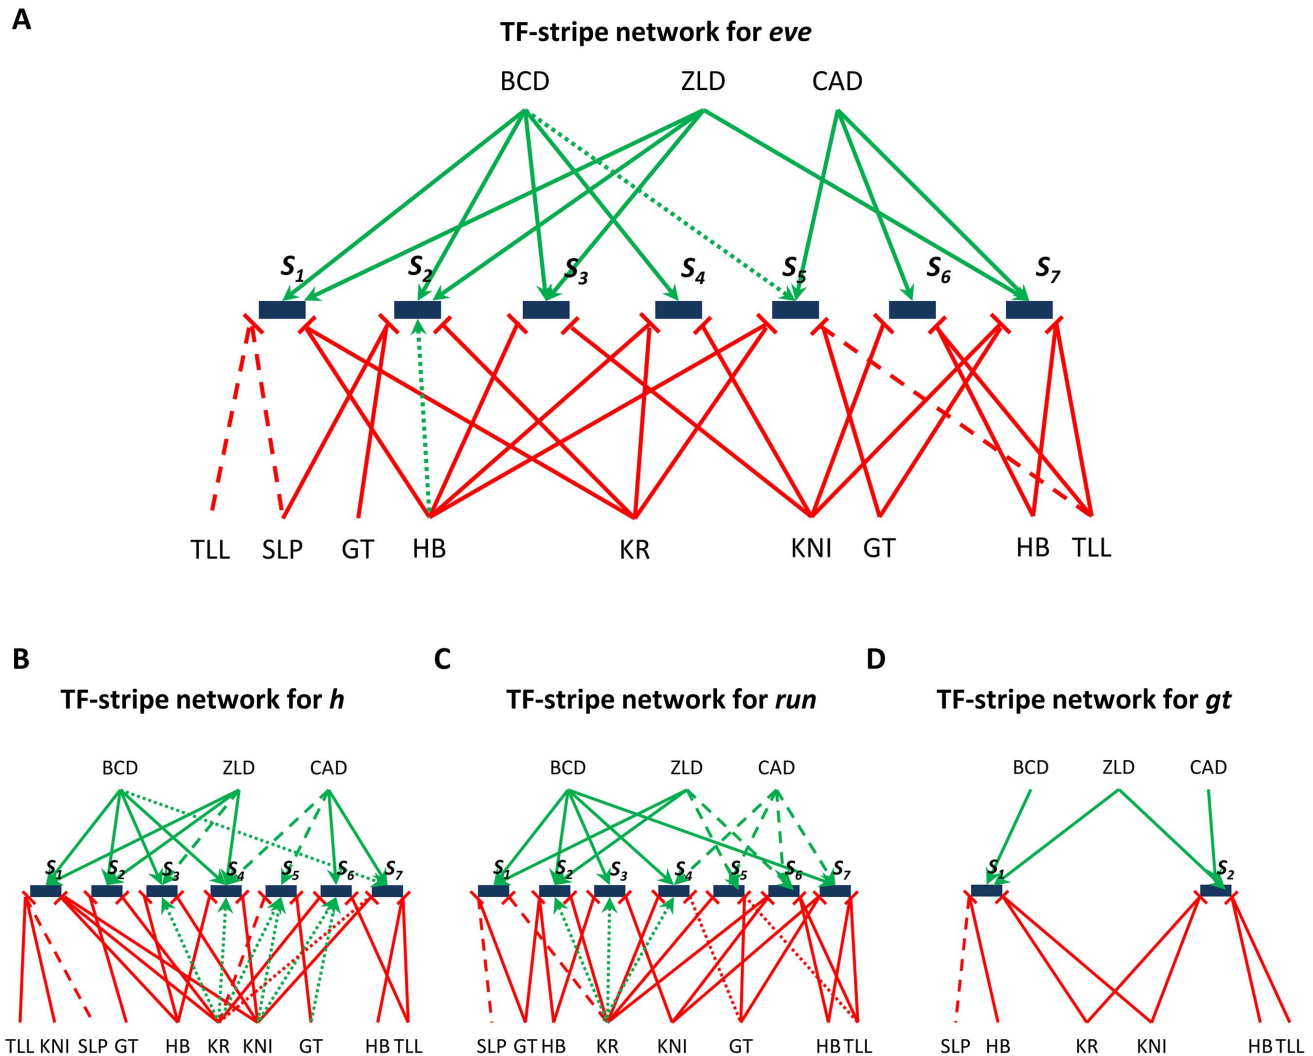 A
TF-stripe network for eve
BCD ZLD CAD
S1 S2 S3 S4 S5 S6 S7
TLL SLP GT HB KR KNI GT HB TLL
B
TF-stripe network for h
BCD ZLD CAD
S1 S2 S3 S4 S5 S6 S7
TLL KNI SLP GT HB KR KNI GT HB TLL
C
TF-stripe network for run
BCD ZLD CAD
S1 S2 S3 S4 S5 S6 S7
SLP GT HB KR KNI GT HB TLL
D
TF-stripe network for gt
BCD ZLD CAD
S1 S2
SLP HB KR KNI HB TLL